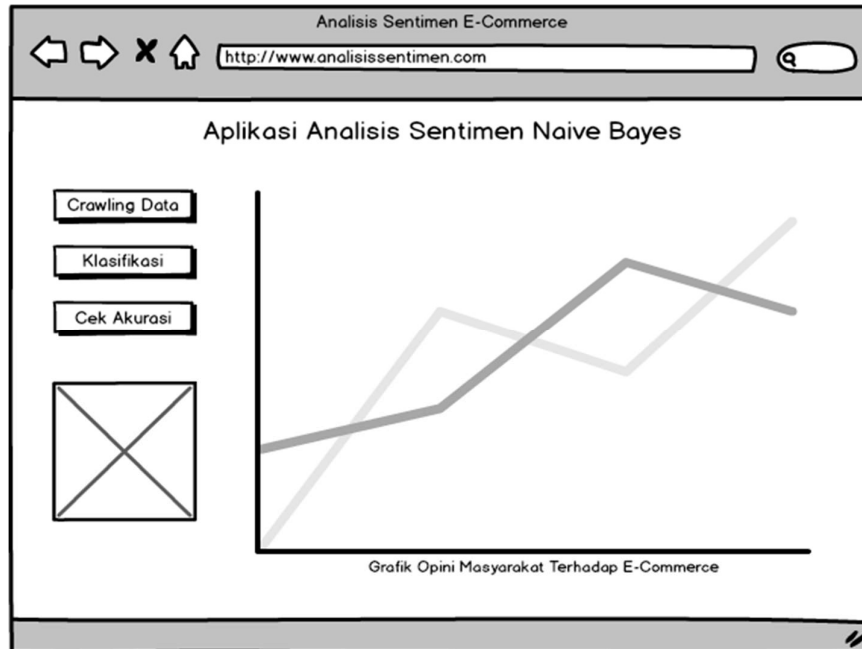 Analisis Sentimen E-Commerce
http://www.analisissentimen.com
Aplikasi Analisis Sentimen Naive Bayes
Crawling Data
Klasifikasi
Cek Akurasi
Grafik Opini Masyarakat Terhadap E-Commerce